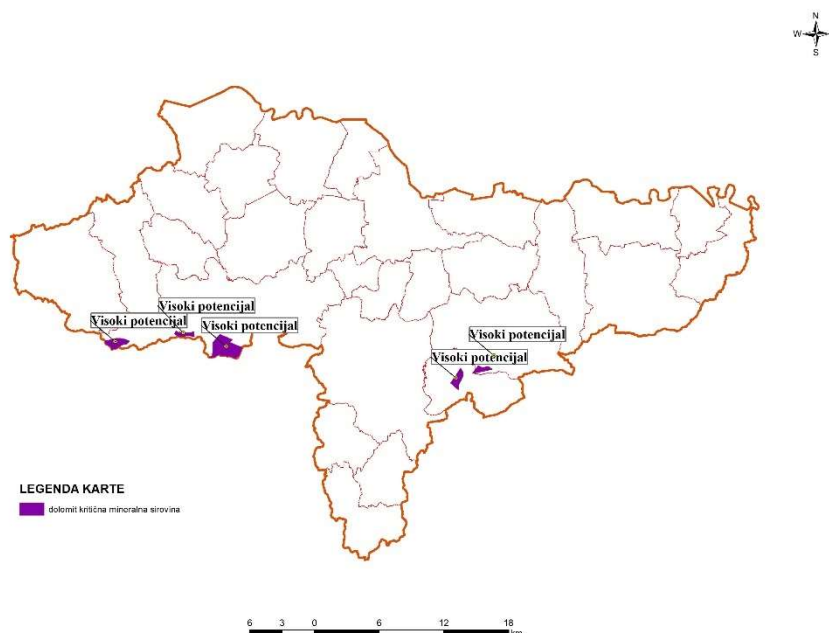 N
W E
S
Visoki potencijal
Visoki potencijal
Visoki potencijal
Visoki potencijal
Visoki potencijal
LEGENDA KARTE
dolomit kritična mineralna sirovina
6 3 0 6 12 18
km